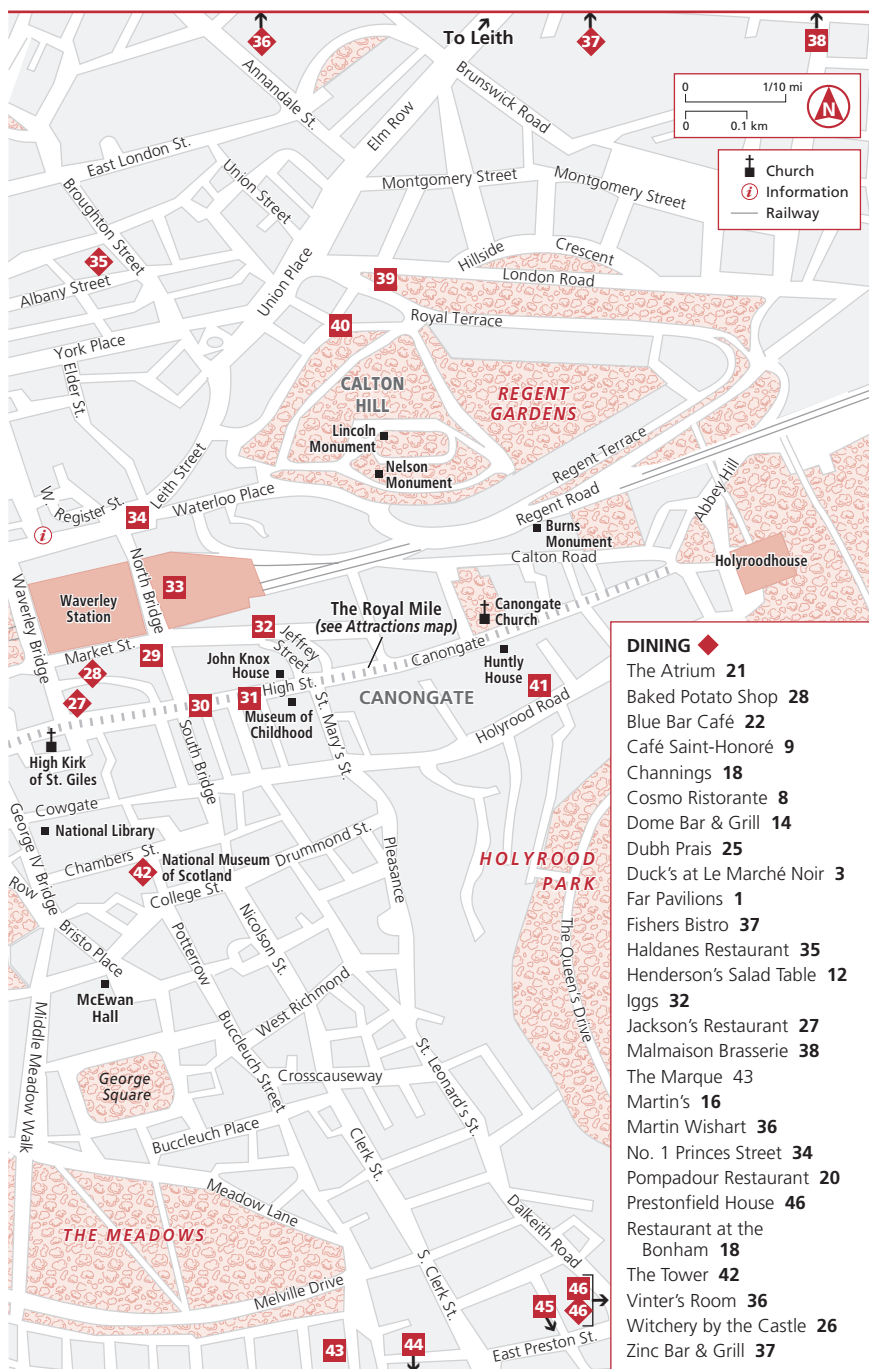 36
To Leith
37
38
Annandale St.
Elm Row
Brunswick Road
0 1/10 mi
0 0.1 km
N
East London St.
Union Street
Montgomery Street
Montgomery Street
Church
i Information
Railway
Broughton Street
35
Albany Street
Union Place
39
Hillside Crescent
London Road
40
Royal Terrace
York Place
Elder St.
CALTON
HILL
REGENT
GARDENS
Lincoln
Monument
Nelson
Monument
Regent Terrace
Leith Street
W. Register St.
34
Waterloo Place
Regent Road
Abbey Hill
i
Burns
Monument
Calton Road
Holyroodhouse
Waverley Bridge
Waverley
Station
North Bridge
33
The Royal Mile
(see Attractions map)
Canongate
Church
32
Jeffrey Street
Market St.
29
28
John Knox
House
Canongate
Huntly
House
27
30
31
High St.
Museum of
Childhood
CANONGATE
41
High Kirk
of St. Giles
South Bridge
St. Mary's St.
Holyrood Road
Cowgate
George IV Bridge
National Library
Chambers St.
42
National Museum
of Scotland
Drummond St.
Pleasance
HOLYROOD
PARK
Row
College St.
Bristo Place
Potterrow
Nicolson St.
The Queen's Drive
McEwan
Hall
West Richmond
Middle Meadow Walk
Buccleuch Street
George
Square
Crosscauseway
St. Leonard's St.
Buccleuch Place
Clerk St.
Meadow Lane
THE MEADOWS
Dalkeith Road
Melville Drive
S. Clerk St.
46
45
46
East Preston St.
43
44
DINING
The Atrium 21
Baked Potato Shop 28
Blue Bar Café 22
Café Saint-Honoré 9
Channings 18
Cosmo Ristorante 8
Dome Bar & Grill 14
Dubh Prais 25
Duck's at Le Marché Noir 3
Far Pavilions 1
Fishers Bistro 37
Haldanes Restaurant 35
Henderson's Salad Table 12
Iggs 32
Jackson's Restaurant 27
Malmaison Brasserie 38
The Marque 43
Martin's 16
Martin Wishart 36
No. 1 Princes Street 34
Pompadour Restaurant 20
Prestonfield House 46
Restaurant at the
Bonham 18
The Tower 42
Vinter's Room 36
Witchery by the Castle 26
Zinc Bar & Grill 37